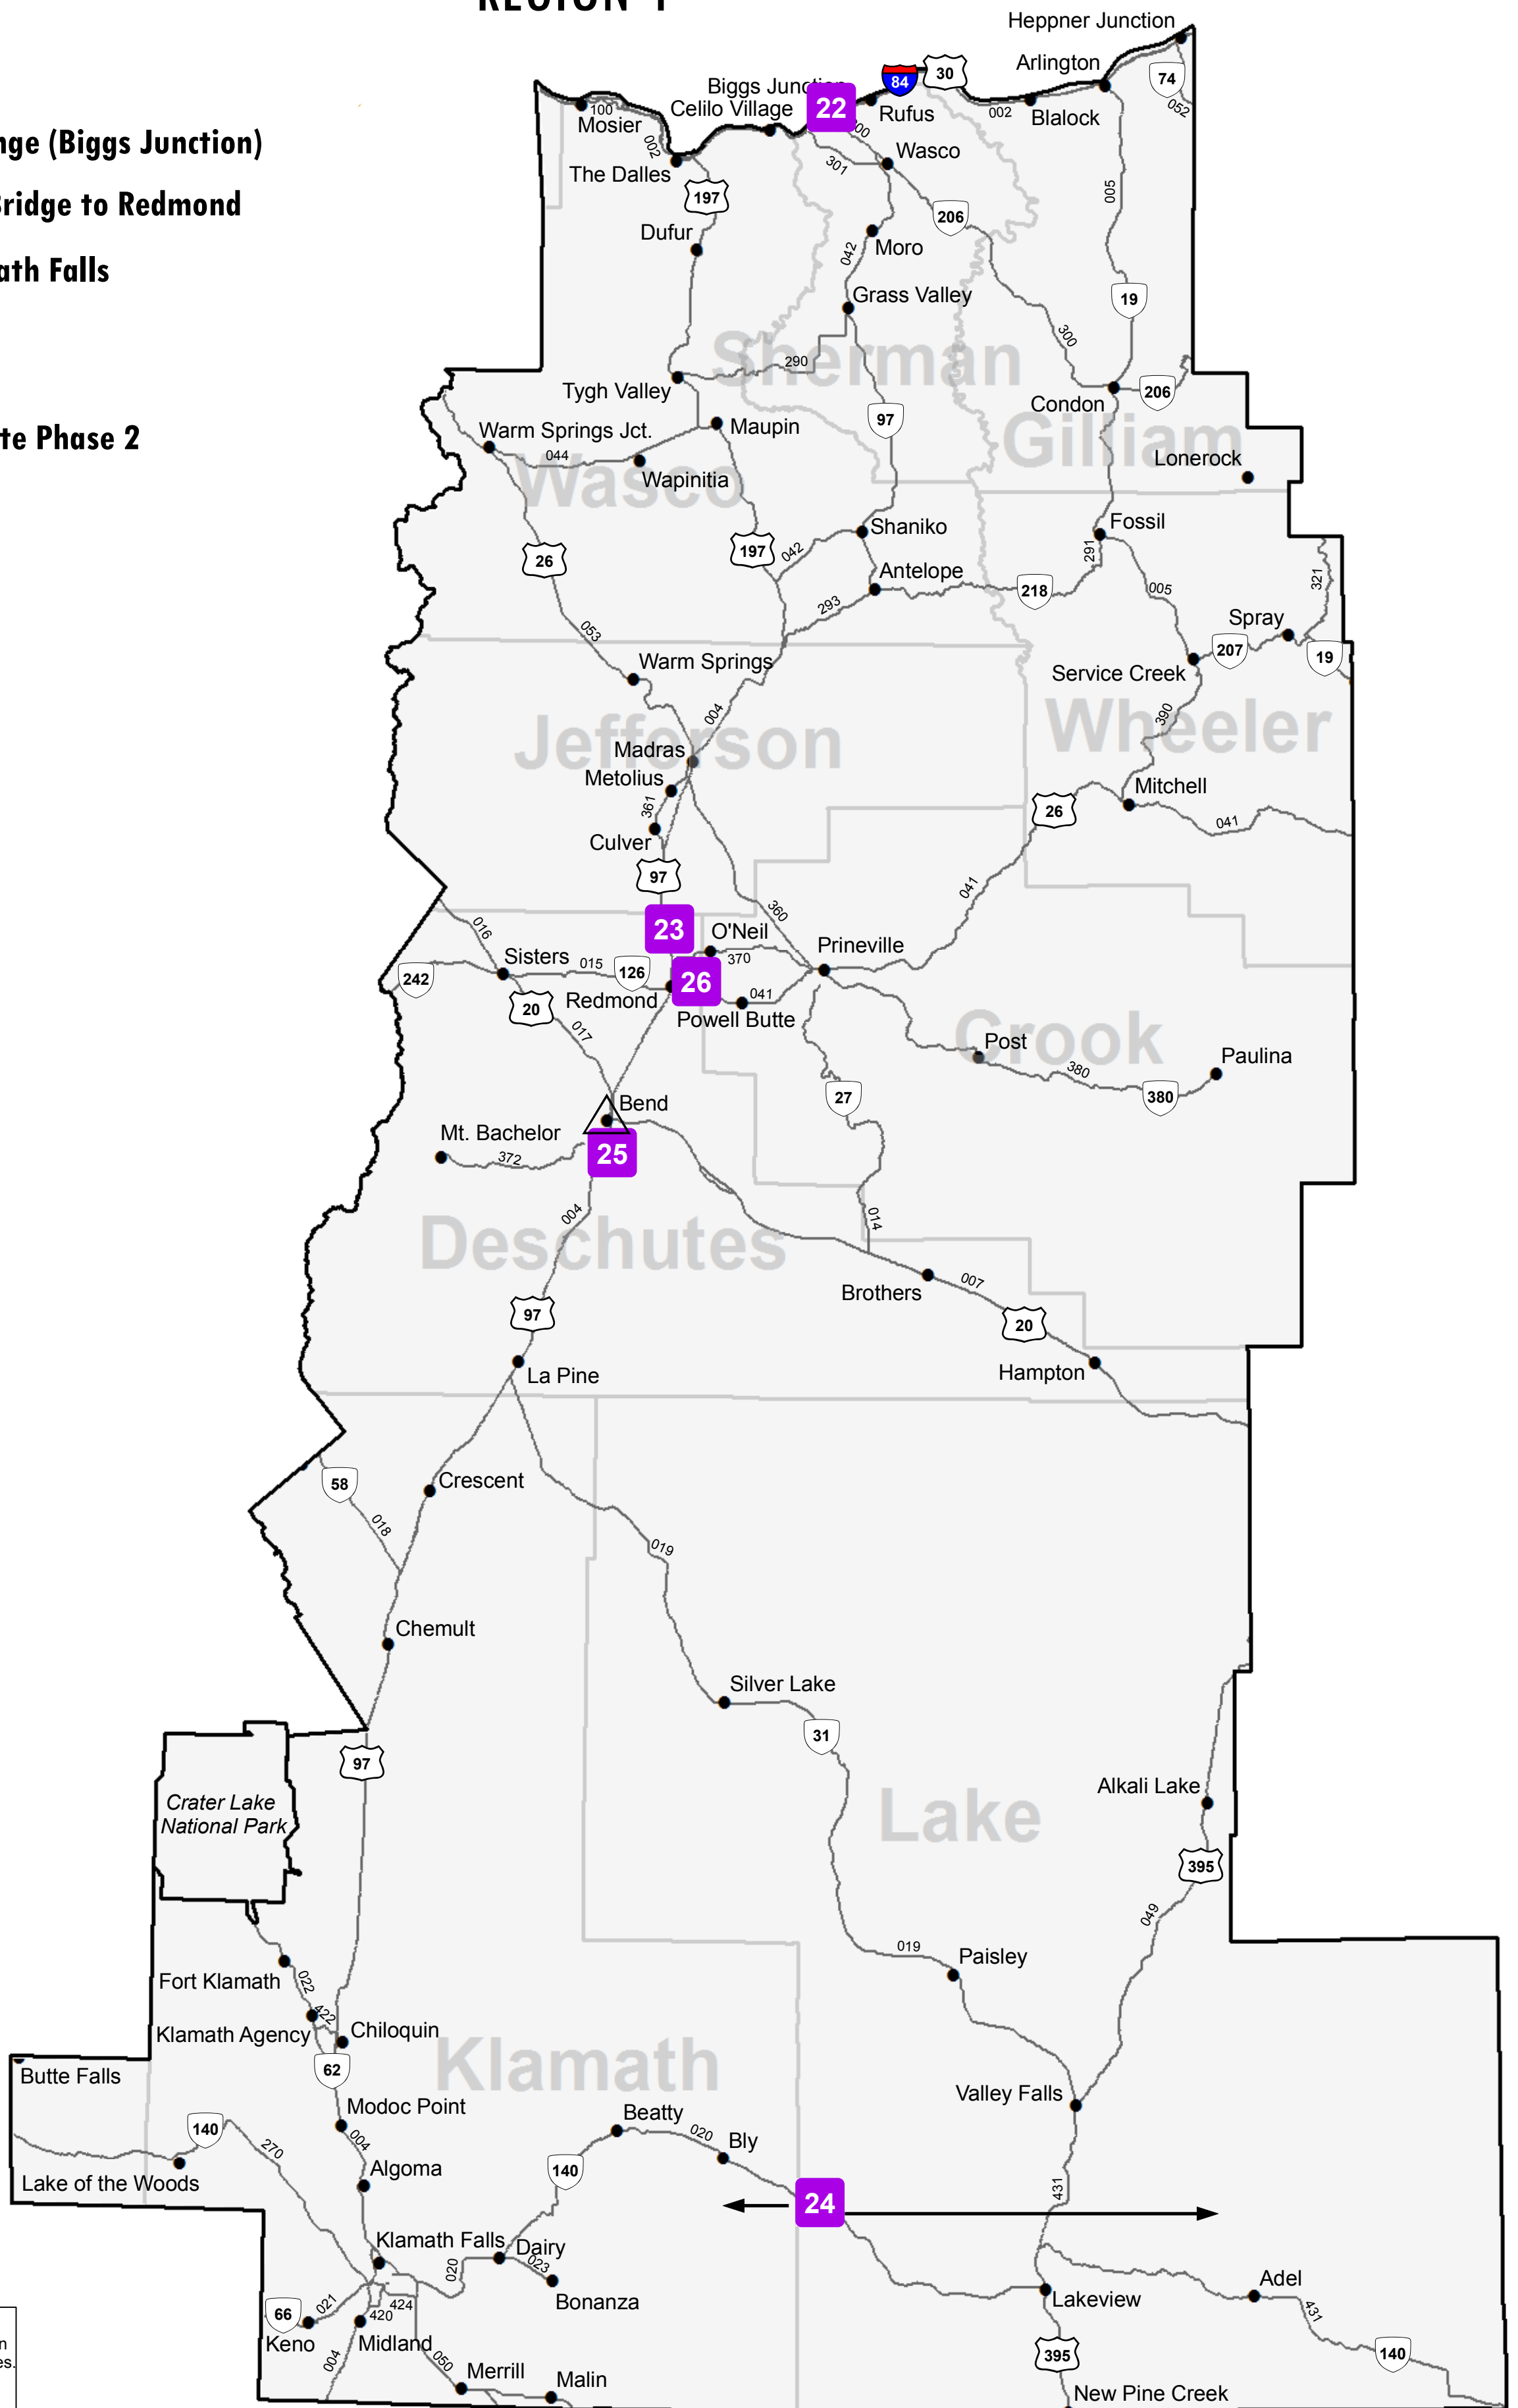 REGION 4
nge (Biggs Junction)
Bridge to Redmond
ath Falls
te Phase 2
Heppner Junction
Arlington
74
052
Biggs Junction
84
30
22
Celilo Village
Rufus
002
Blalock
100
Mosier
002
The Dalles
301
Wasco
197
005
206
Dufur
Moro
042
Grass Valley
19
300
Sherman
290
Tygh Valley
Condon
206
97
Maupin
Gilliam
Warm Springs Jct.
044
Lonerock
Wapinitia
Wasco
Shaniko
Fossil
197
042
291
26
Antelope
321
218
005
293
Spray
053
207
19
Warm Springs
Service Creek
004
390
Wheeler
Jefferson
Madras
Metolius
Mitchell
361
26
041
Culver
97
041
360
016
23
O'Neil
Prineville
Sisters
015
126
370
242
26
041
Redmond
20
Powell Butte
017
Crook
Post
Paulina
380
380
27
Bend
Mt. Bachelor
25
372
004
014
Deschutes
Brothers
007
97
20
La Pine
Hampton
58
Crescent
018
019
Chemult
Silver Lake
31
97
Alkali Lake
Crater Lake
National Park
Lake
395
049
019
Paisley
Fort Klamath
022
422
Klamath Agency
Chiloquin
Klamath
62
Butte Falls
Valley Falls
Modoc Point
140
Beatty
004
270
020
Bly
Algoma
140
Lake of the Woods
431
24
Klamath Falls
Dairy
020
023
Adel
Bonanza
Lakeview
424
021
66
420
431
Keno
Midland
n
es.
004
050
395
140
Merrill
Malin
New Pine Creek